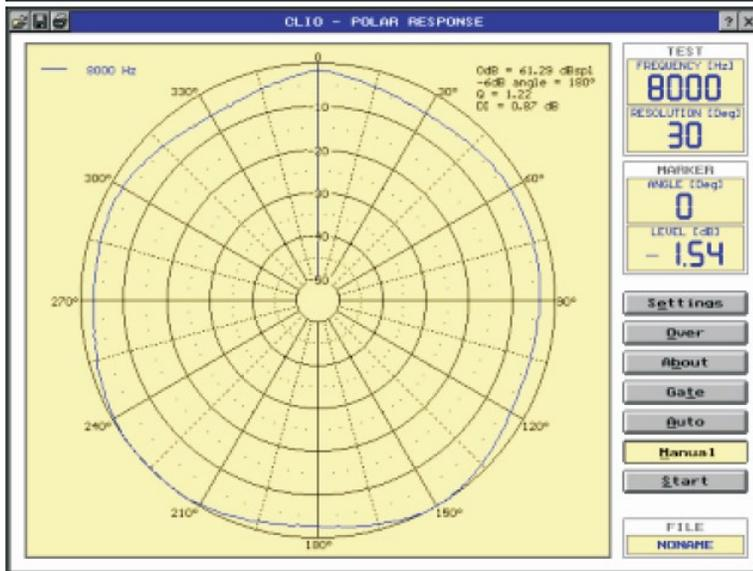 CLIO - POLAR RESPONSE
? X
8000 Hz
0dB = 61.29 dBspl
-6dB angle = 180°
Q = 1.22
DI = 0.87 dB
0
30°
60°
90°
120°
150°
180°
210°
240°
270°
300°
330°
-10
-20
-30
-40
-50
TEST
FREQUENCY [Hz]
8000
RESOLUTION [Deg]
30
MARKER
ANGLE [Deg]
0
LEVEL [dB]
- 1.54
Settings
Over
About
Gate
Auto
Manual
Start
FILE
NONAME